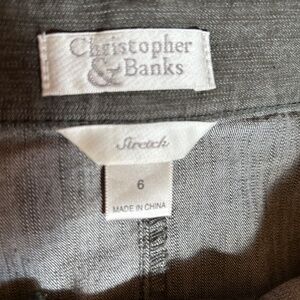 Christopher
& Banks
Stretch
6
MADE IN CHINA